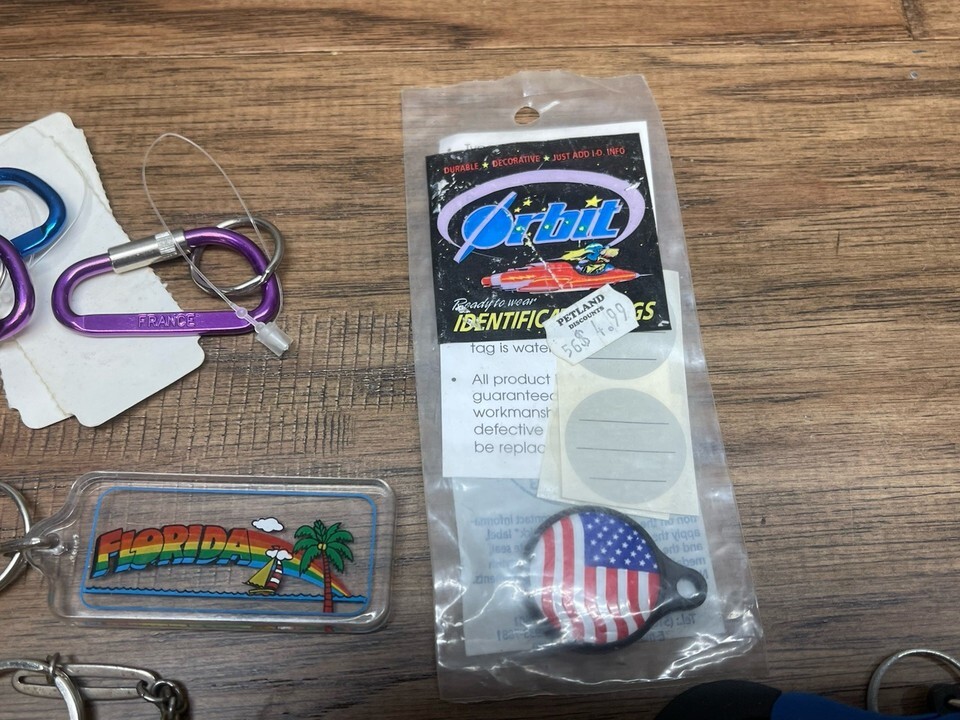 DURABLE ★ DECORATIVE ★ JUST ADD I.D. INFO
Orbit
Ready to wear
IDENTIFICA GS
PETLAND
DISCOUNTS
56$ 4.99
tag is wate
• All product
guaranteed
workmansh
defective
be replac
FRANCE
FLORIDA